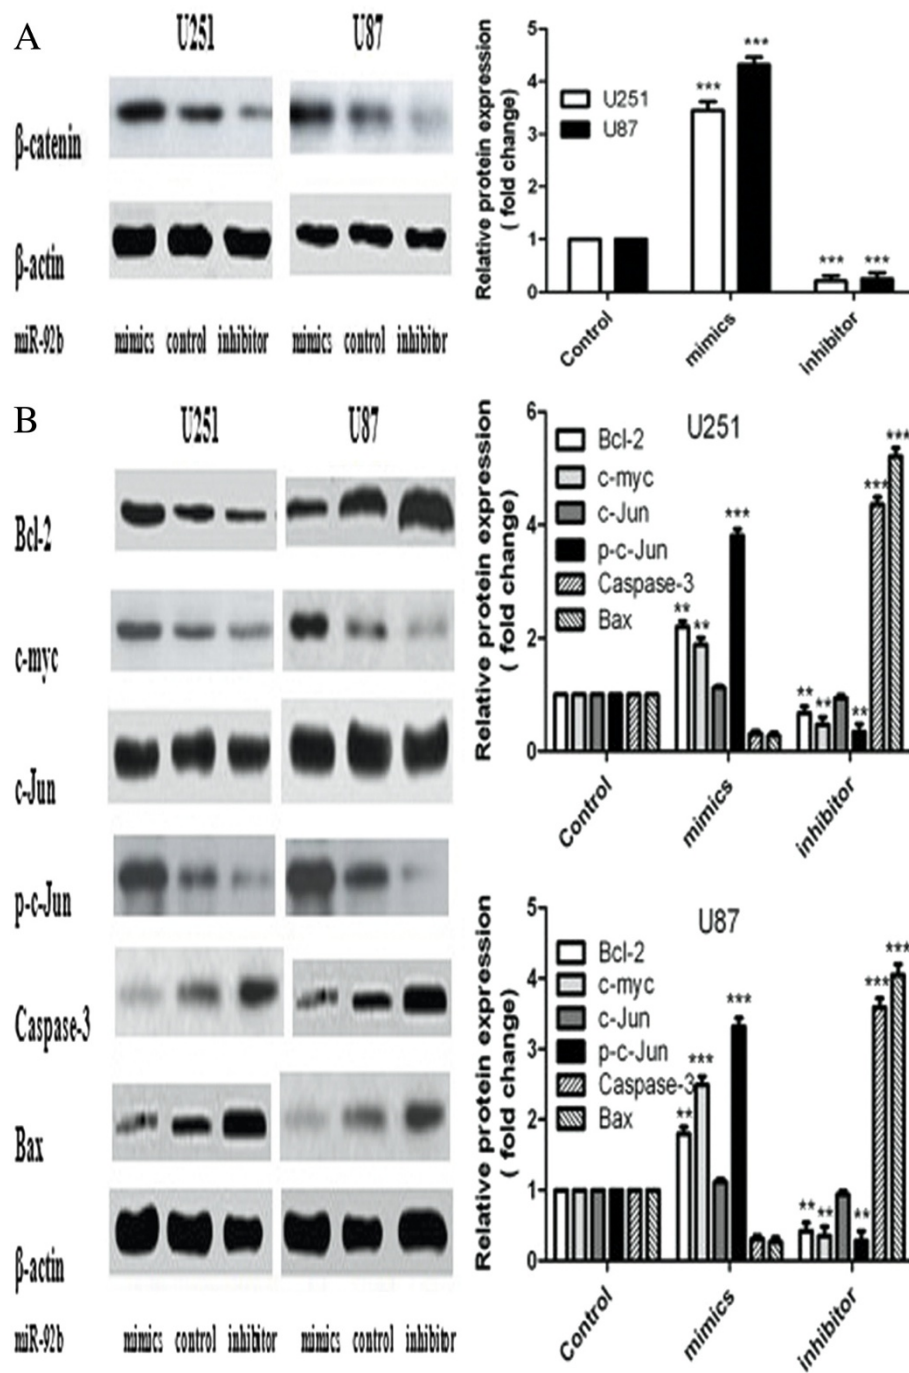 A
U251 U87
β-catenin
β-actin
miR-92b mimics control inhibitor mimics control inhibitor
Relative protein expression
( fold change)
5
4
3
2
1
0
U251
U87
***
***
***
***
Control
mimics
inhibitor
B
U251 U87
Bcl-2
c-myc
c-Jun
p-c-Jun
Caspase-3
Bax
β-actin
miR-92b mimics control inhibitor mimics control inhibitor
Relative protein expression
( fold change)
6
4
2
0
U251
Bcl-2
c-myc
c-Jun
p-c-Jun
Caspase-3
Bax
**
**
***
**
**
**
***
***
Control
mimics
inhibitor
Relative protein expression
( fold change)
5
4
3
2
1
0
U87
Bcl-2
c-myc
c-Jun
p-c-Jun
Caspase-3
Bax
**
***
***
**
**
**
***
***
Control
mimics
inhibitor